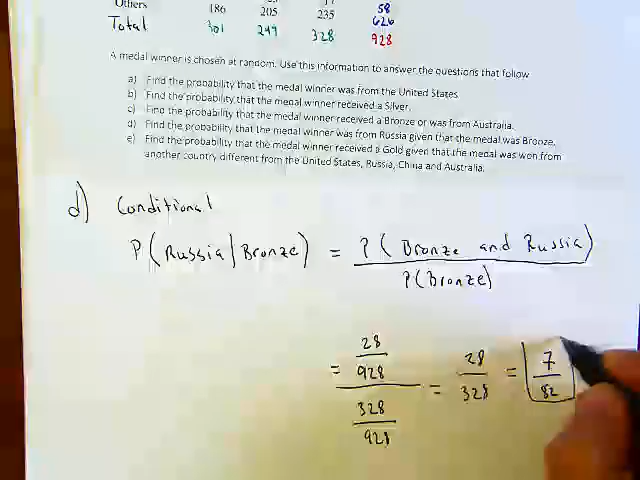 Others 186 205 235 626
58
Total 301 249 328 928
A medal winner is chosen at random. Use this information to answer the questions that follow
a) Find the probability that the medal winner was from the United States.
b) Find the probability that the medal winner received a Silver.
c) Find the probability that the medal winner received a Bronze or was from Australia.
d) Find the probability that the medal winner was from Russia given that the medal was Bronze.
e) Find the probability that the medal winner received a Gold given that the medal was won from
another country different from the United States, Russia, China and Australia.
d) Conditional
P(Russia|Bronze) = P(Bronze and Russia)
P(Bronze)
= 28/928 / 328/928 = 28/328 = 7/82